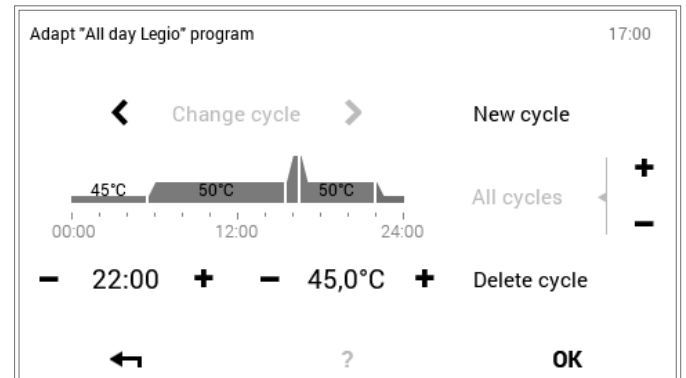 Adapt "All day Legio" program 17:00
Change cycle New cycle
45°C 50°C 50°C
All cycles + −
00:00 12:00 24:00
− 22:00 + − 45,0°C + Delete cycle
? OK